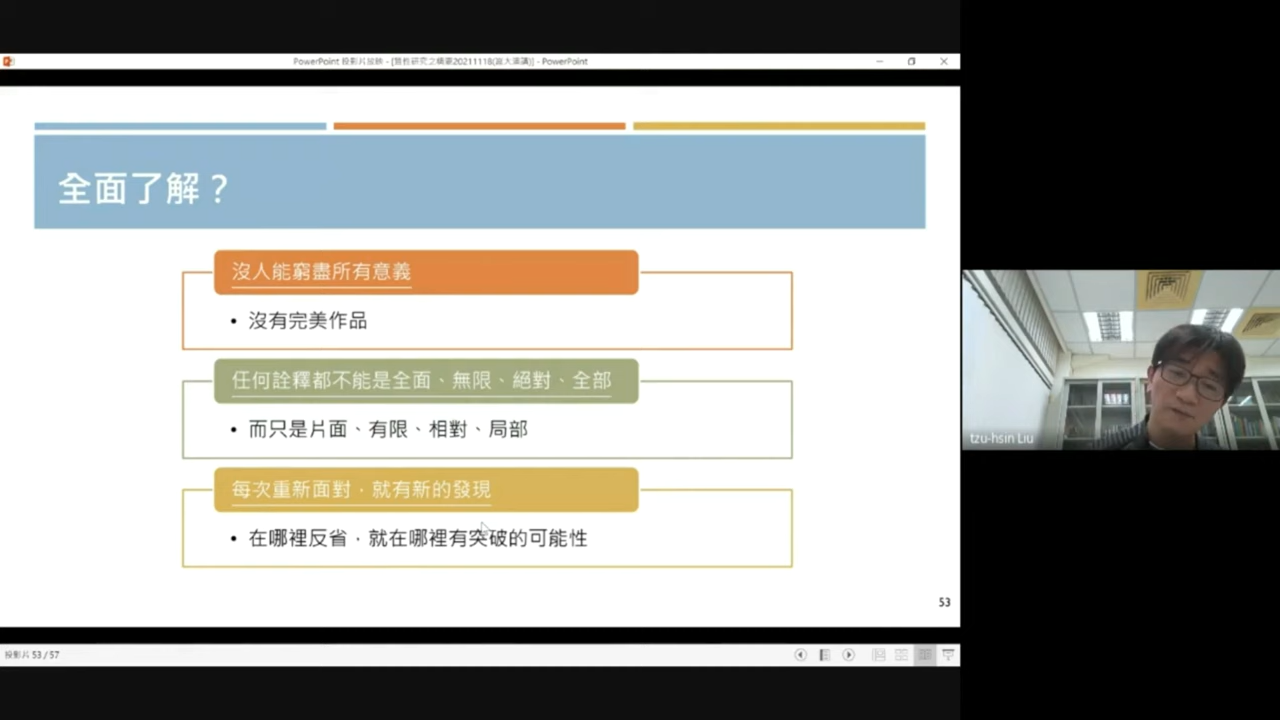 PowerPoint 投影片放映 - [質性研究之精要20211118(宜大演講)] - PowerPoint
全面了解？
沒人能窮盡所有意義
• 沒有完美作品
任何詮釋都不能是全面、無限、絕對、全部
• 而只是片面、有限、相對、局部
每次重新面對，就有新的發現
• 在哪裡反省，就在哪裡有突破的可能性
53
tzu-hsin Liu
投影片 53 / 57